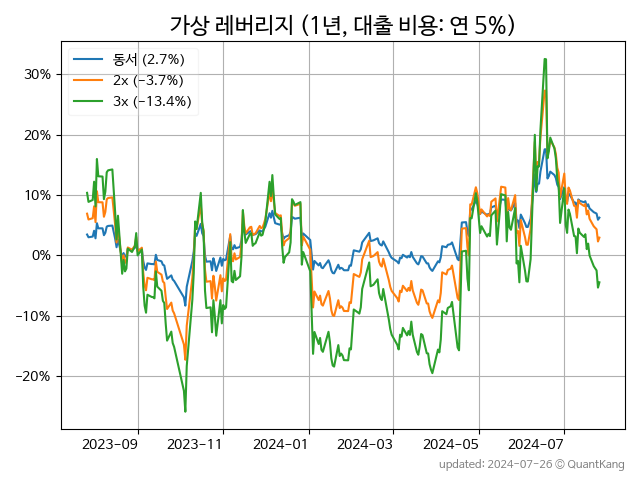 가상 레버리지 (1년, 대출 비용: 연 5%)
동서 (2.7%)
2x (−3.7%)
3x (−13.4%)
30%
20%
10%
0%
−10%
−20%
2023-09
2023-11
2024-01
2024-03
2024-05
2024-07
updated: 2024-07-26 © QuantKang